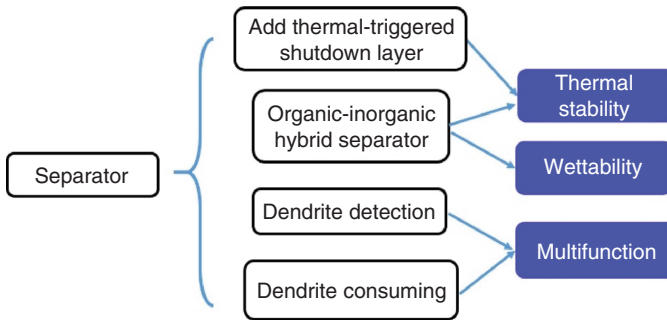 Add thermal-triggered
shutdown layer
Thermal
stability
Organic-inorganic
hybrid separator
Separator
Wettability
Dendrite detection
Multifunction
Dendrite consuming